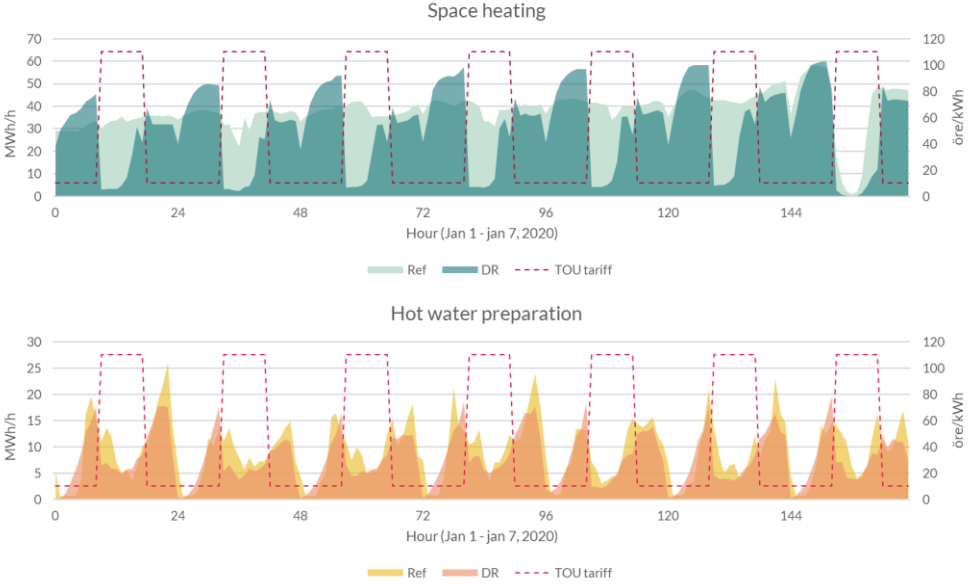 Space heating
70 120
60 100
50 80
40 60
30 40
20 20
10 0
0
MWh/h öre/kWh
0 24 48 72 96 120 144
Hour (Jan 1 - jan 7, 2020)
Ref DR TOU tariff
Hot water preparation
30 120
25 100
20 80
15 60
10 40
5 20
0 0
MWh/h öre/kWh
0 24 48 72 96 120 144
Hour (Jan 1 - jan 7, 2020)
Ref DR TOU tariff